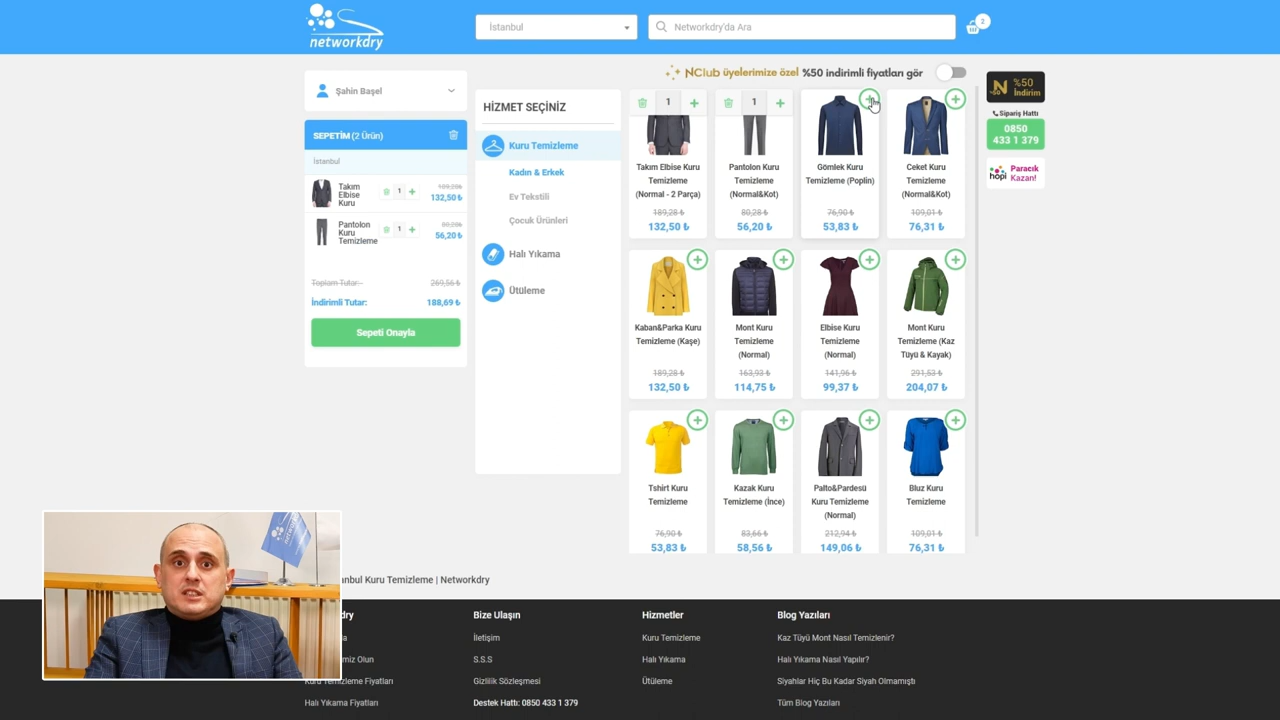 networkdry
İstanbul
Networkdry'da Ara
2
NClub üyelerimize özel %50 indirimli fiyatları gör
N %50 İndirim
Sipariş Hattı
0850
433 1 379
hopi Paracık Kazan!
Şahin Başel
SEPETİM (2 Ürün)
İstanbul
Takım
Elbise
Kuru
1
189,28₺
132,50 ₺
Pantolon
Kuru
Temizleme
1
80,28₺
56,20 ₺
Toplam Tutar:
269,56 ₺
İndirimli Tutar:
188,69 ₺
Sepeti Onayla
HİZMET SEÇİNİZ
Kuru Temizleme
Kadın & Erkek
Ev Tekstili
Çocuk Ürünleri
Halı Yıkama
Ütüleme
1
Takım Elbise Kuru
Temizleme
(Normal - 2 Parça)
189,28 ₺
132,50 ₺
1
Pantolon Kuru
Temizleme
(Normal&Kot)
80,28 ₺
56,20 ₺
Gömlek Kuru
Temizleme (Poplin)
76,90 ₺
53,83 ₺
Ceket Kuru
Temizleme
(Normal&Kot)
109,01 ₺
76,31 ₺
Kaban&Parka Kuru
Temizleme (Kaşe)
189,28 ₺
132,50 ₺
Mont Kuru
Temizleme
(Normal)
163,93 ₺
114,75 ₺
Elbise Kuru
Temizleme
(Normal)
141,96 ₺
99,37 ₺
Mont Kuru
Temizleme (Kaz
Tüyü & Kayak)
291,53 ₺
204,07 ₺
Tshirt Kuru
Temizleme
76,90 ₺
53,83 ₺
Kazak Kuru
Temizleme (İnce)
83,66 ₺
58,56 ₺
Palto&Pardesü
Kuru Temizleme
(Normal)
212,94 ₺
149,06 ₺
Bluz Kuru
Temizleme
109,01 ₺
76,31 ₺
Kuru Temizleme | Networkdry
Bize Ulaşın
İletişim
S.S.S
Gizlilik Sözleşmesi
Destek Hattı: 0850 433 1 379
Hizmetler
Kuru Temizleme
Halı Yıkama
Ütüleme
Blog Yazıları
Kaz Tüyü Mont Nasıl Temizlenir?
Halı Yıkama Nasıl Yapılır?
Siyahlar Hiç Bu Kadar Siyah Olmamıştı
Tüm Blog Yazıları
Olun
Kuru Temizleme Fiyatları
Halı Yıkama Fiyatları
networkdry